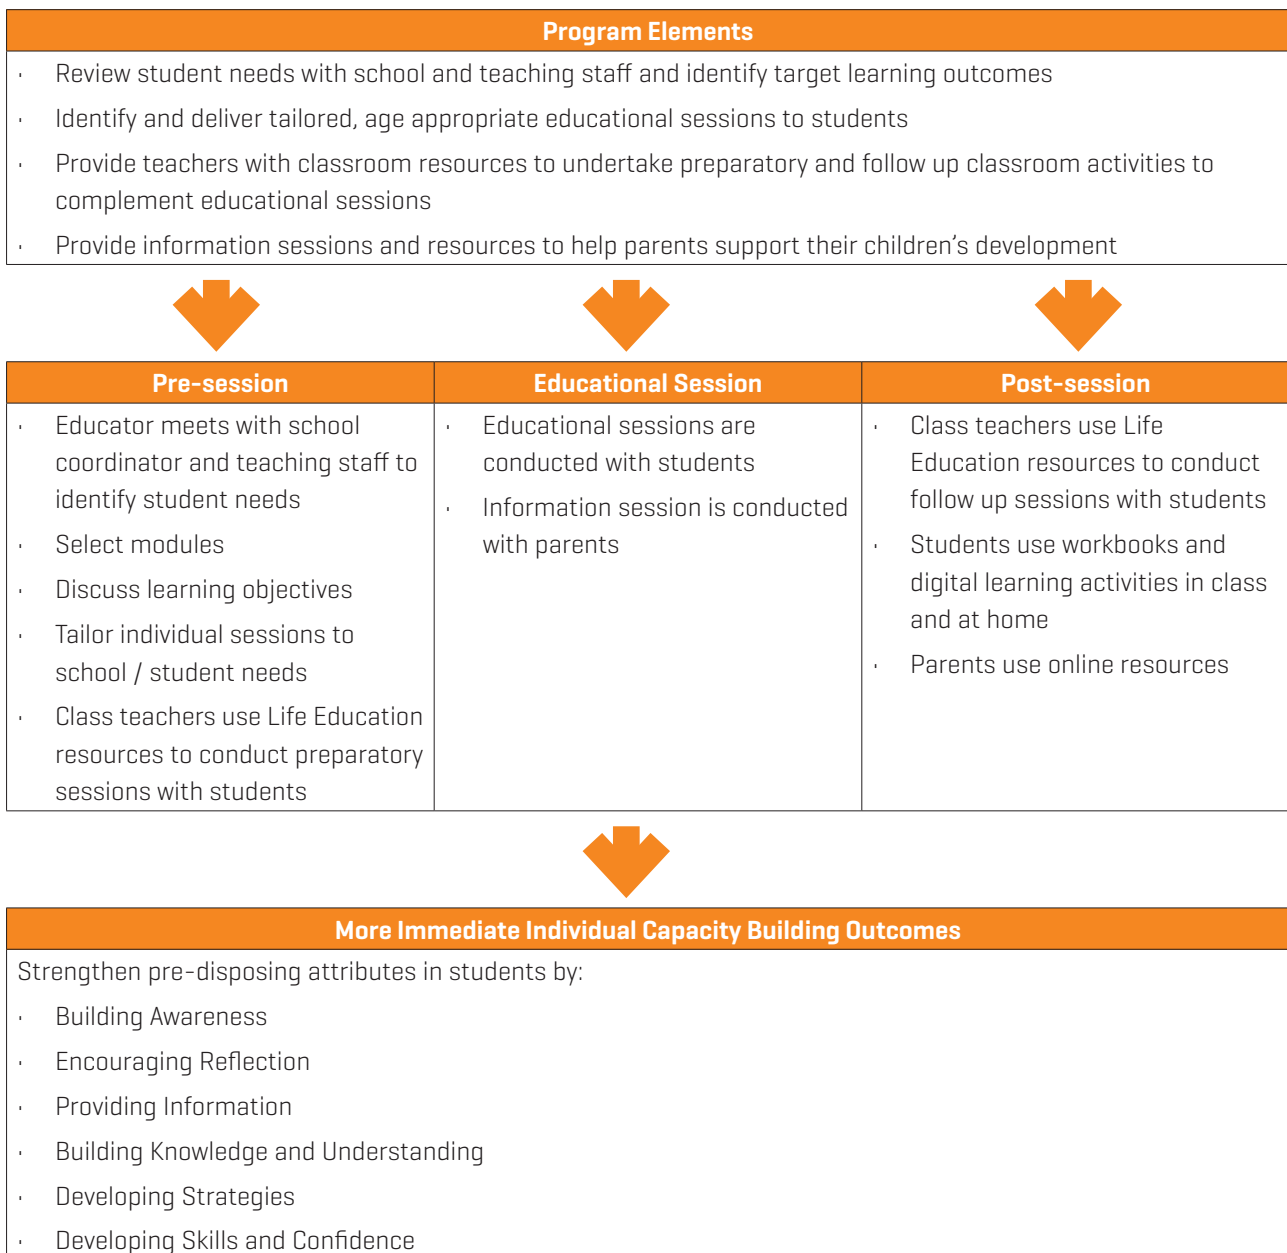 Program Elements
· Review student needs with school and teaching staff and identify target learning outcomes
· Identify and deliver tailored, age appropriate educational sessions to students
· Provide teachers with classroom resources to undertake preparatory and follow up classroom activities to
complement educational sessions
· Provide information sessions and resources to help parents support their children’s development
Pre-session
· Educator meets with school
coordinator and teaching staff to
identify student needs
· Select modules
· Discuss learning objectives
· Tailor individual sessions to
school / student needs
· Class teachers use Life Education
resources to conduct preparatory
sessions with students
Educational Session
· Educational sessions are
conducted with students
· Information session is conducted
with parents
Post-session
· Class teachers use Life
Education resources to conduct
follow up sessions with students
· Students use workbooks and
digital learning activities in class
and at home
· Parents use online resources
More Immediate Individual Capacity Building Outcomes
Strengthen pre-disposing attributes in students by:
· Building Awareness
· Encouraging Reflection
· Providing Information
· Building Knowledge and Understanding
· Developing Strategies
· Developing Skills and Confidence